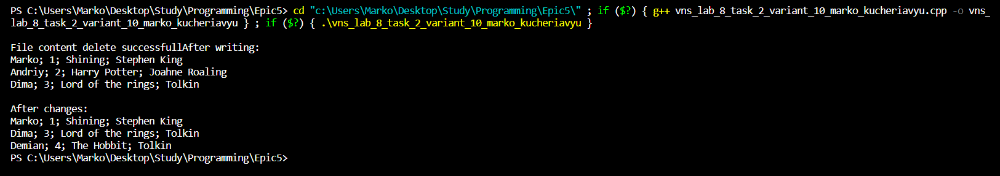 PS C:\Users\Marko\Desktop\Study\Programming\Epic5> cd "c:\Users\Marko\Desktop\Study\Programming\Epic5\" ; if ($?) { g++ vns_lab_8_task_2_variant_10_marko_kucheriavyu.cpp -o vns_
lab_8_task_2_variant_10_marko_kucheriavyu } ; if ($?) { .\vns_lab_8_task_2_variant_10_marko_kucheriavyu }
File content delete successfullAfter writing:
Marko; 1; Shining; Stephen King
Andriy; 2; Harry Potter; Joahne Roaling
Dima; 3; Lord of the rings; Tolkin
After changes:
Marko; 1; Shining; Stephen King
Dima; 3; Lord of the rings; Tolkin
Demian; 4; The Hobbit; Tolkin
PS C:\Users\Marko\Desktop\Study\Programming\Epic5>